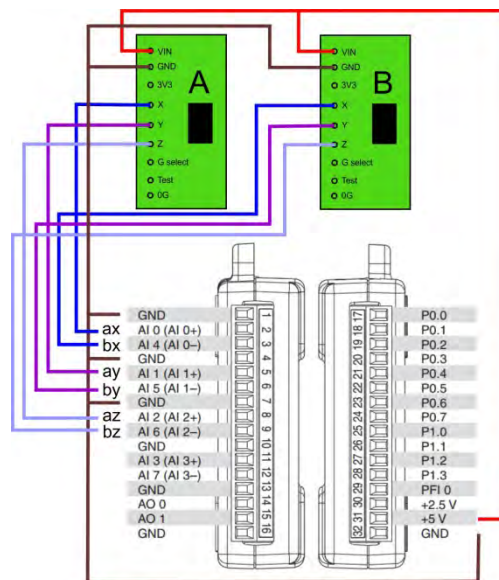 VIN
GND
3V3
X
Y
Z
G select
Test
0G
A
VIN
GND
3V3
X
Y
Z
G select
Test
0G
B
GND 1
ax AI 0 (AI 0+) 2
bx AI 4 (AI 0–) 3
GND 4
ay AI 1 (AI 1+) 5
by AI 5 (AI 1–) 6
GND 7
az AI 2 (AI 2+) 8
bz AI 6 (AI 2–) 9
GND 10
AI 3 (AI 3+) 11
AI 7 (AI 3–) 12
GND 13
AO 0 14
AO 1 15
GND 16
17 P0.0
18 P0.1
19 P0.2
20 P0.3
21 P0.4
22 P0.5
23 P0.6
24 P0.7
25 P1.0
26 P1.1
27 P1.2
28 P1.3
29 PFI 0
30 +2.5 V
31 +5 V
32 GND